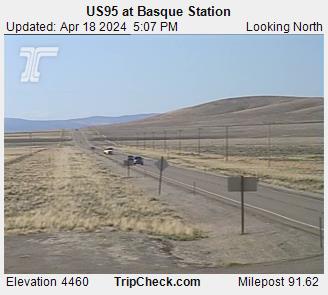 US95 at Basque Station
Updated: Apr 18 2024 5:07 PM Looking North
Elevation 4460 TripCheck.com Milepost 91.62